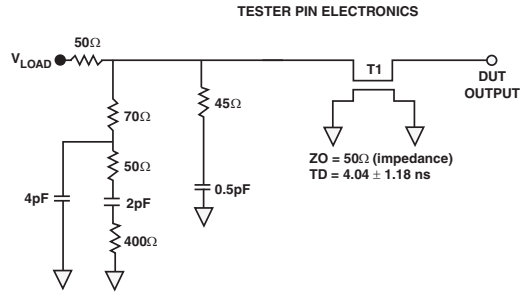 TESTER PIN ELECTRONICS
50Ω
VLOAD
T1
DUT
OUTPUT
70Ω
45Ω
50Ω
ZO = 50Ω (impedance)
TD = 4.04 ± 1.18 ns
4pF
2pF
0.5pF
400Ω